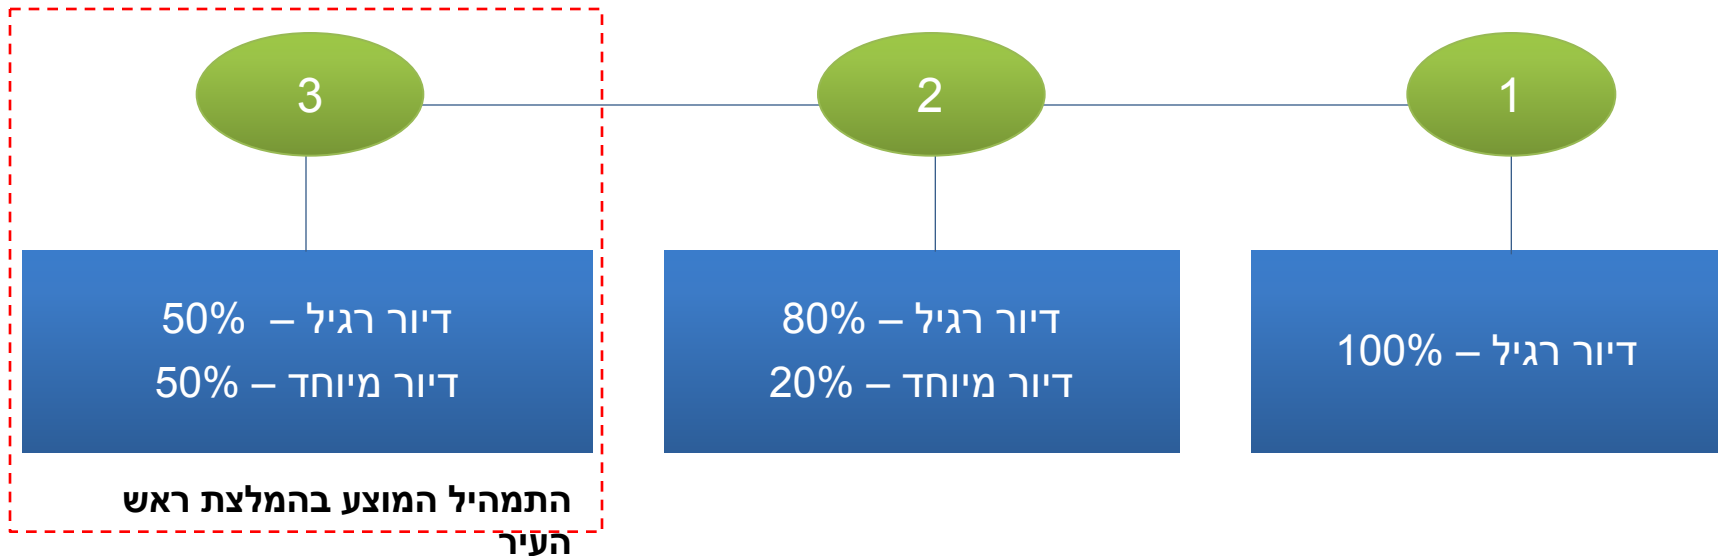 1
2
3
דיור רגיל – 100%
דיור רגיל – 80%
דיור מיוחד – 20%
דיור רגיל – 50%
דיור מיוחד – 50%
התמהיל המוצע בהמלצת ראש
העיר